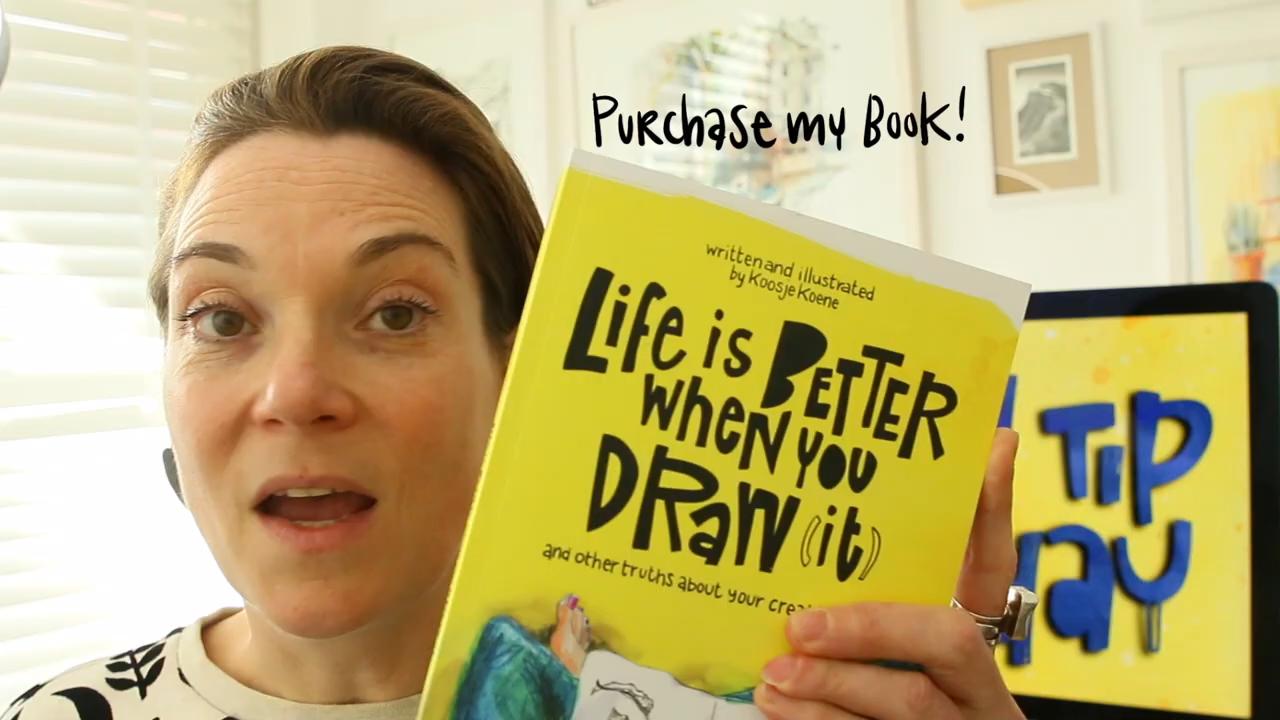 Purchase my Book!
written and illustrated
by Koosje Koene
Life is BETTER
when you
DRAW (it)
and other truths about your
Tip